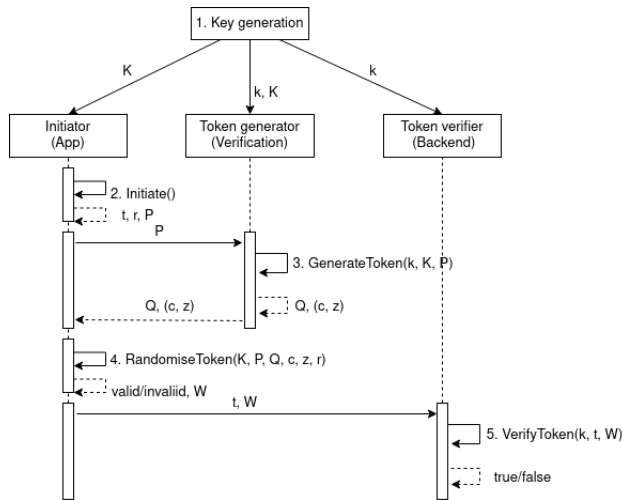 1. Key generation
K
k, K
k
Initiator
(App)
Token generator
(Verification)
Token verifier
(Backend)
2. Initiate()
t, r, P
P
3. GenerateToken(k, K, P)
Q, (c, z)
Q, (c, z)
4. RandomiseToken(K, P, Q, c, z, r)
valid/invaliid, W
t, W
5. VerifyToken(k, t, W)
true/false